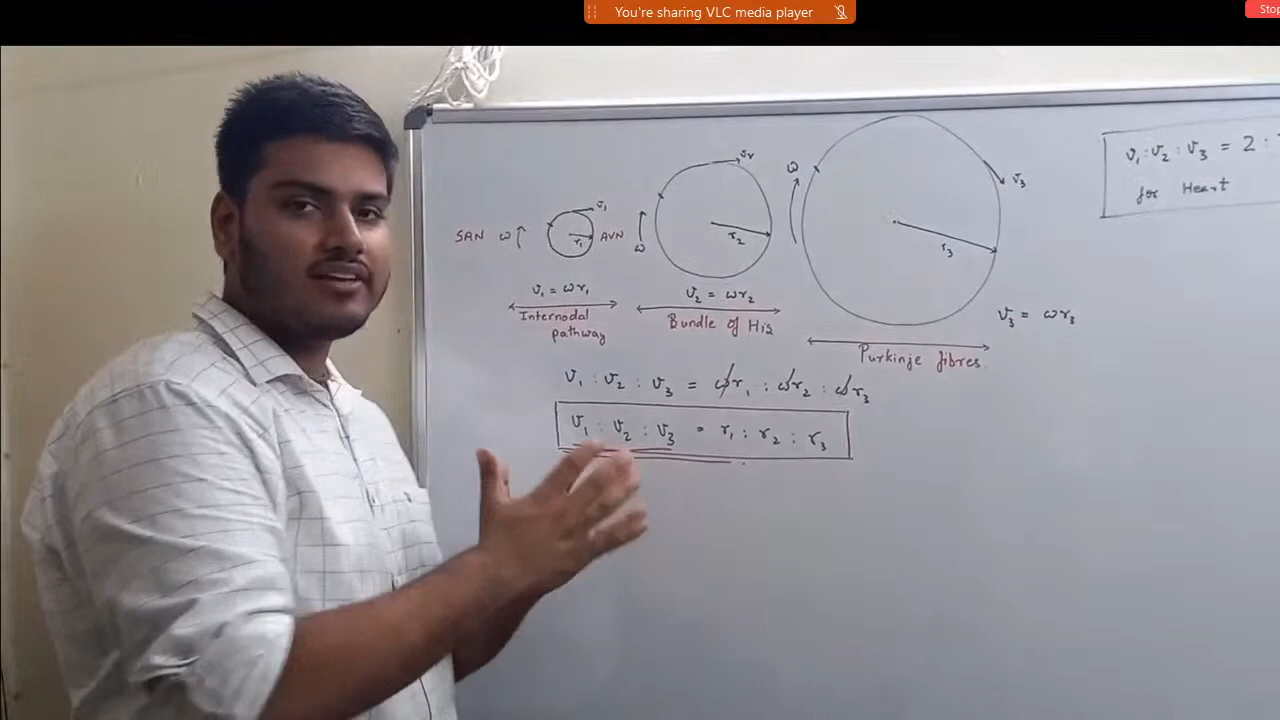 You're sharing VLC media player
Stop
v₁ : v₂ : v₃ = 2 :
for Heart
SAN ω v₁ r₁ AVN
ω r₂
ω v₃ r₃
v₁ = ωr₁
Internodal pathway
v₂ = ωr₂
Bundle of His
v₃ = ωr₃
Purkinje fibres
v₁ : v₂ : v₃ = ωr₁ : ωr₂ : ωr₃
v₁ : v₂ : v₃ = r₁ : r₂ : r₃